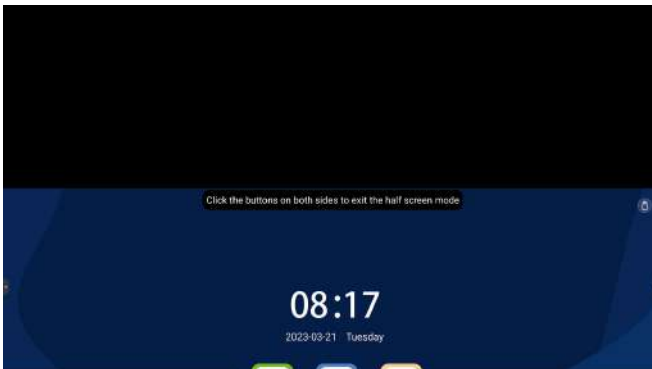 Click the buttons on both sides to exit the half screen mode
08:17
2023-03-21 Tuesday